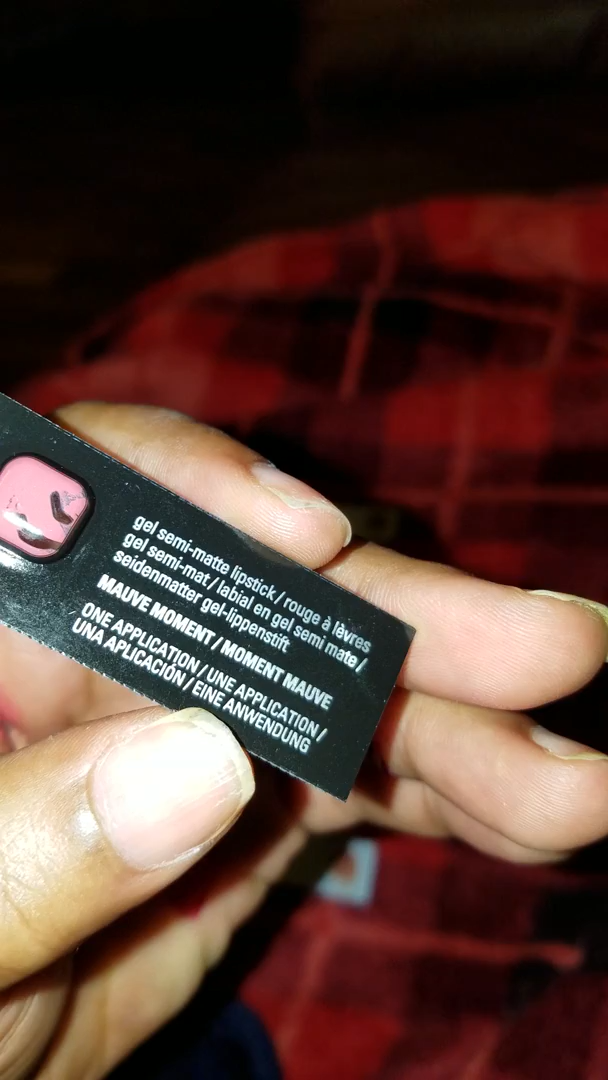 gel semi-matte lipstick / rouge à lèvres
gel semi-mat / labial en gel semi mate /
seidenmatter gel-lippenstift
MAUVE MOMENT / MOMENT MAUVE
ONE APPLICATION / UNE APPLICATION /
UNA APLICACIÓN / EINE ANWENDUNG